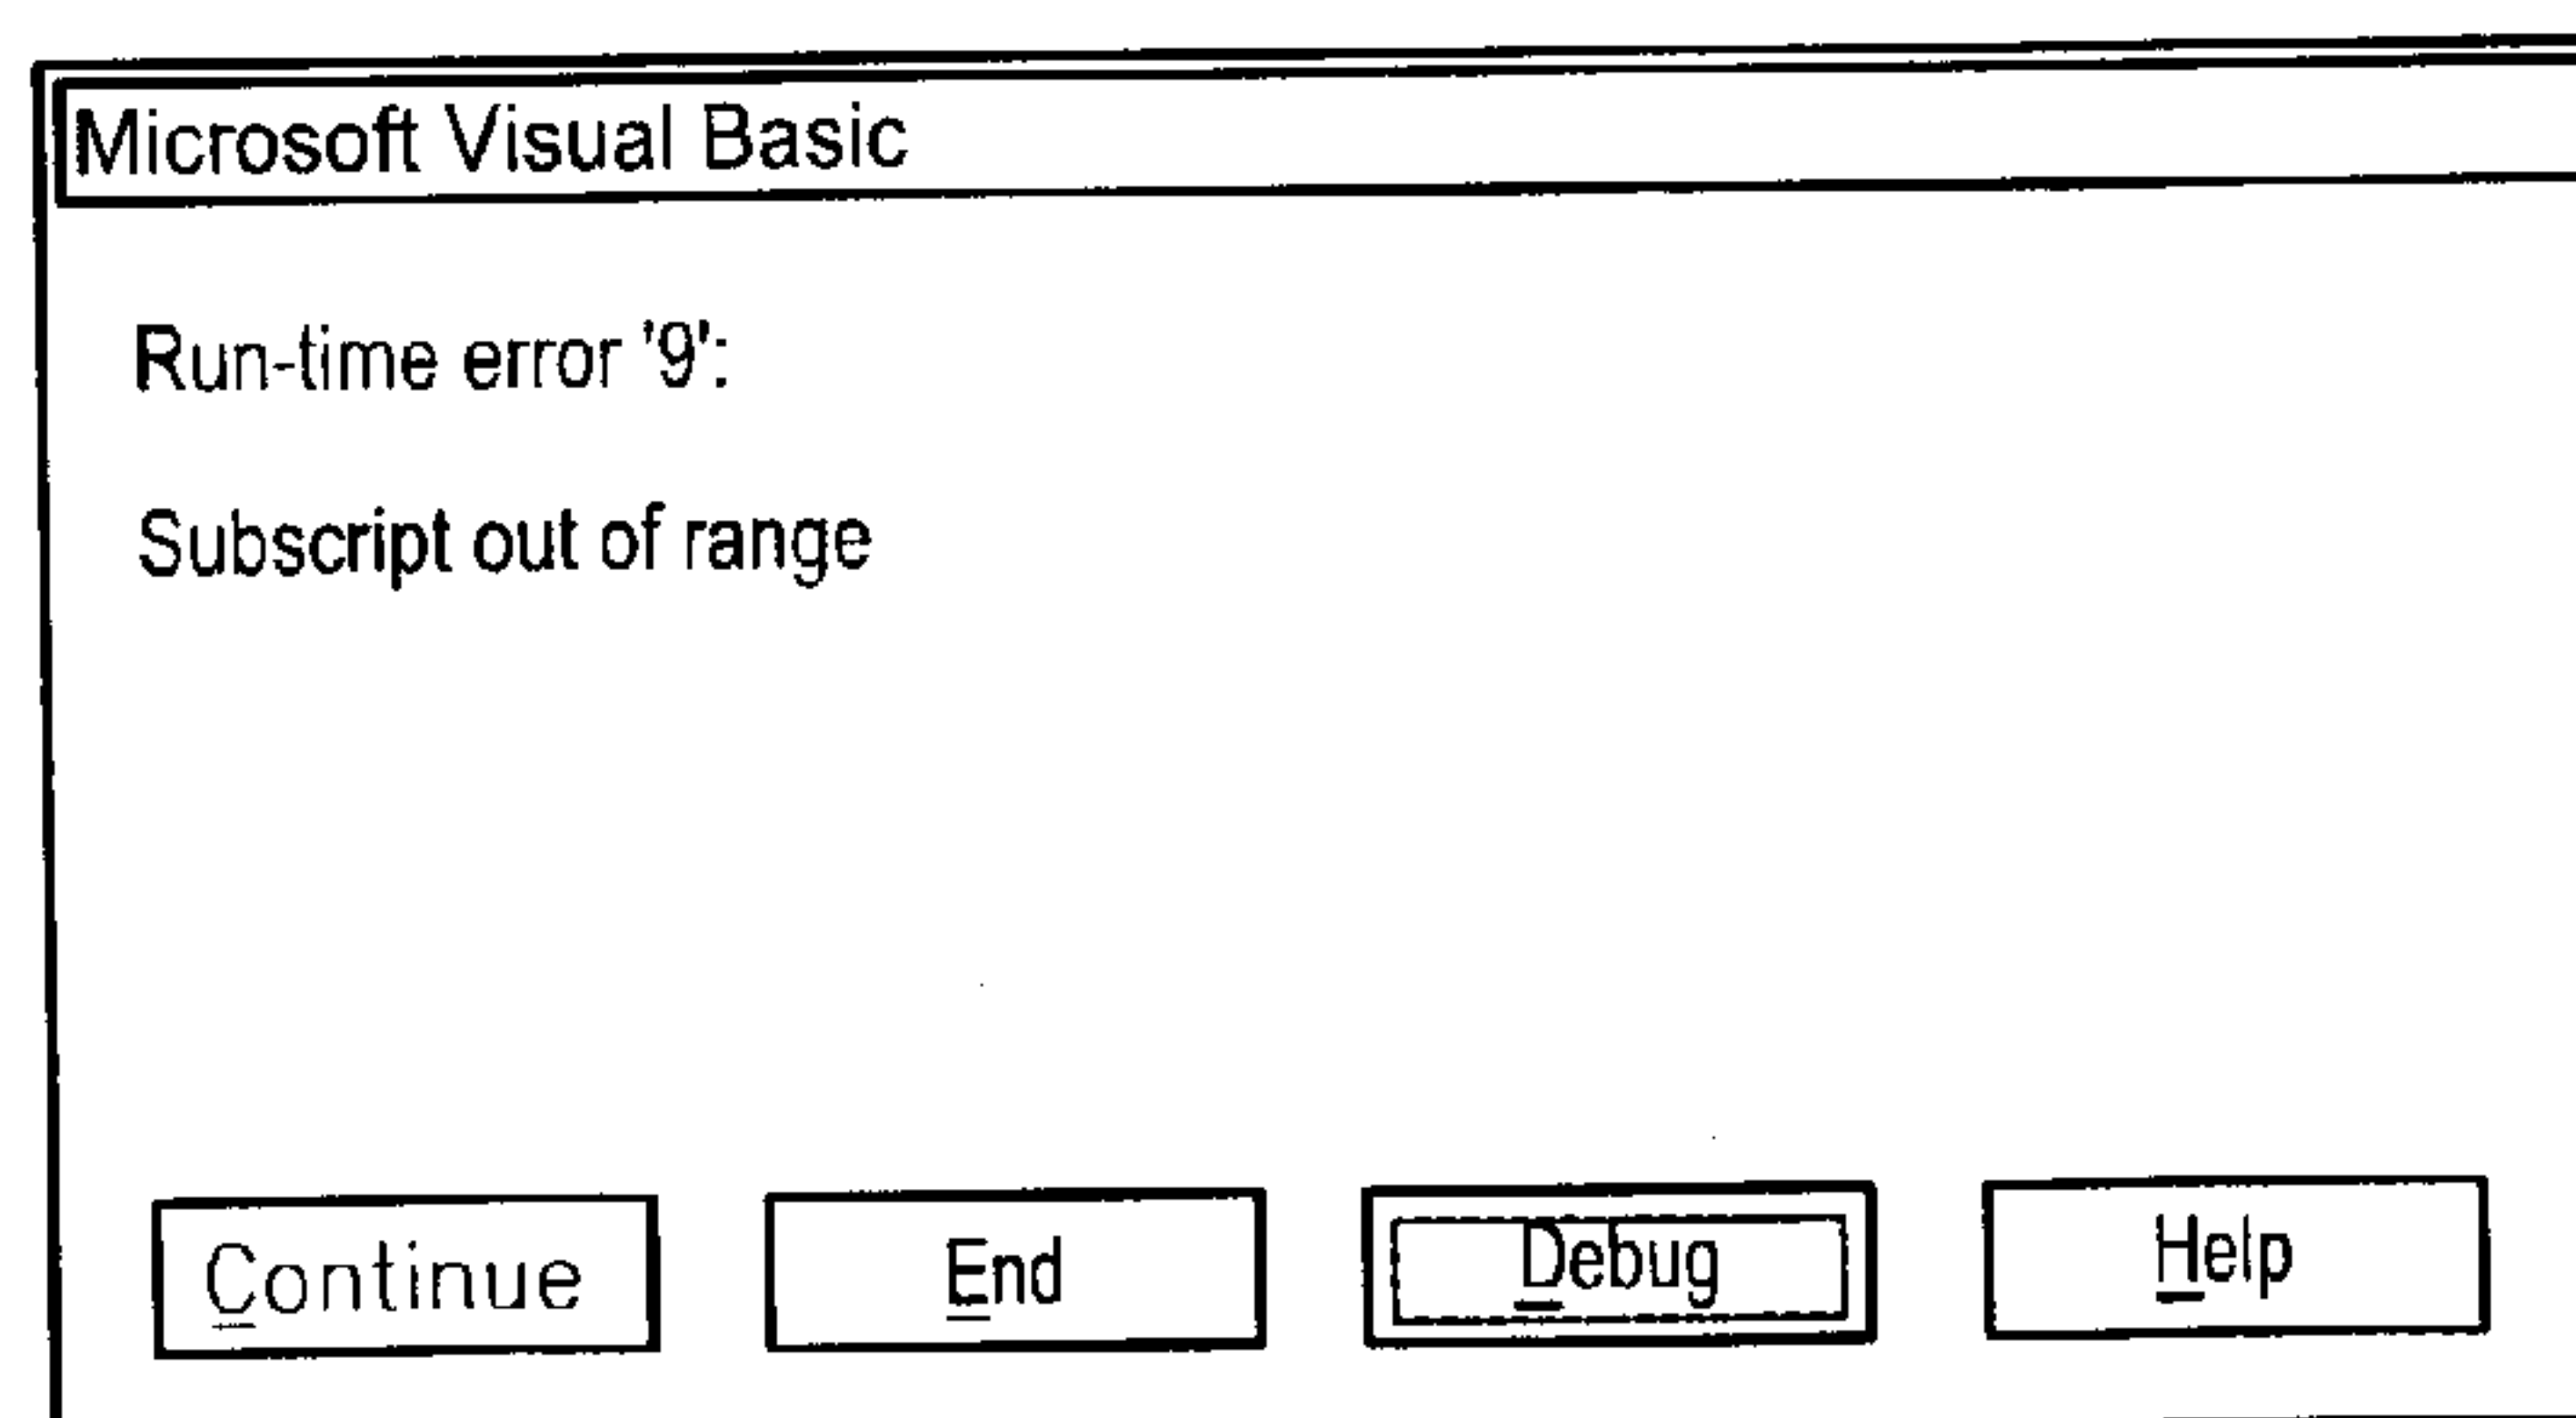 Microsoft Visual Basic
Run-time error '9':
Subscript out of range
Continue End Debug Help